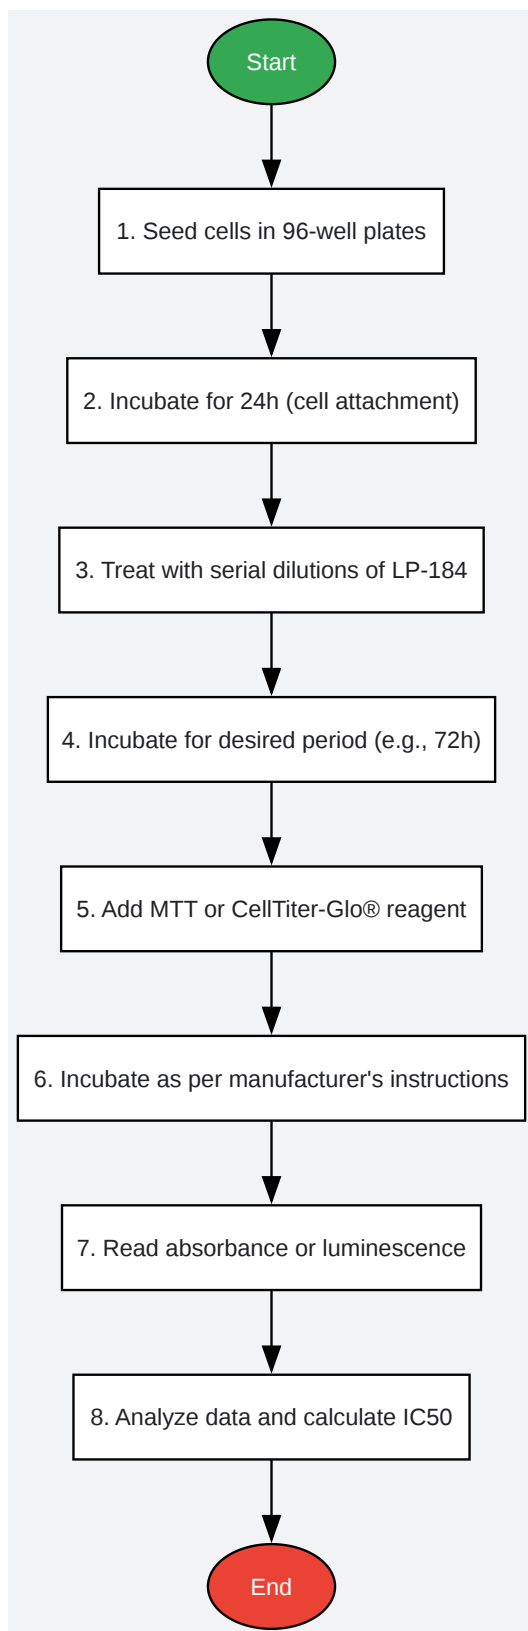 Start
1. Seed cells in 96-well plates
2. Incubate for 24h (cell attachment)
3. Treat with serial dilutions of LP-184
4. Incubate for desired period (e.g., 72h)
5. Add MTT or CellTiter-Glo® reagent
6. Incubate as per manufacturer's instructions
7. Read absorbance or luminescence
8. Analyze data and calculate IC50
End